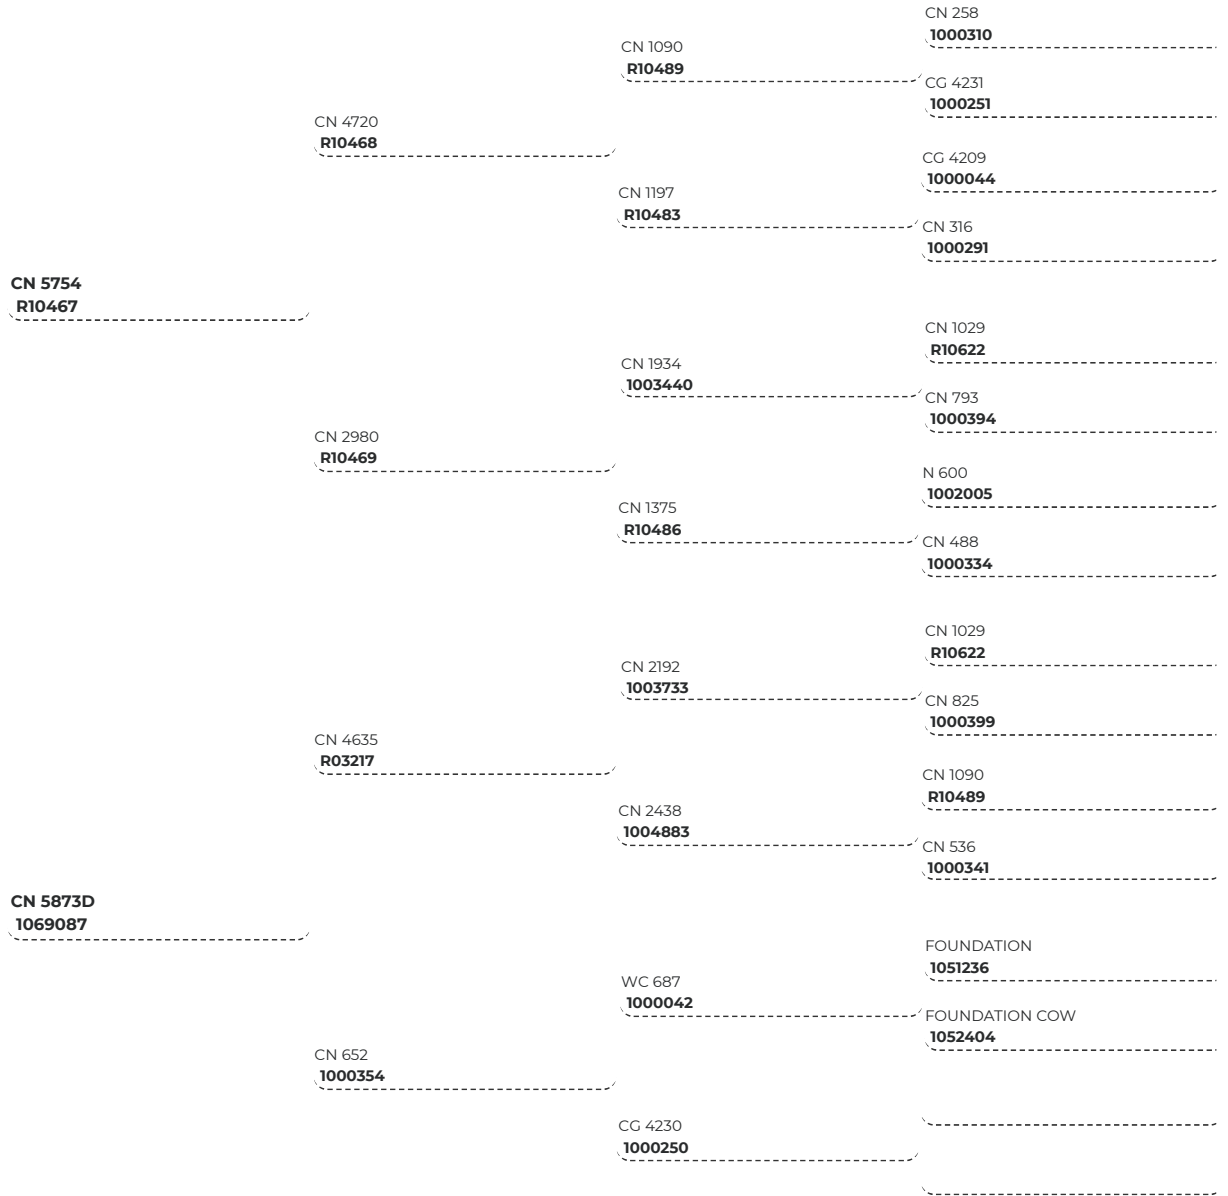 CN 258
1000310
CN 1090
R10489
CG 4231
1000251
CN 4720
R10468
CG 4209
1000044
CN 1197
R10483
CN 316
1000291
CN 5754
R10467
CN 1029
R10622
CN 1934
1003440
CN 793
1000394
CN 2980
R10469
N 600
1002005
CN 1375
R10486
CN 488
1000334
CN 1029
R10622
CN 2192
1003733
CN 825
1000399
CN 4635
R03217
CN 1090
R10489
CN 2438
1004883
CN 536
1000341
CN 5873D
1069087
FOUNDATION
1051236
WC 687
1000042
FOUNDATION COW
1052404
CN 652
1000354
CG 4230
1000250